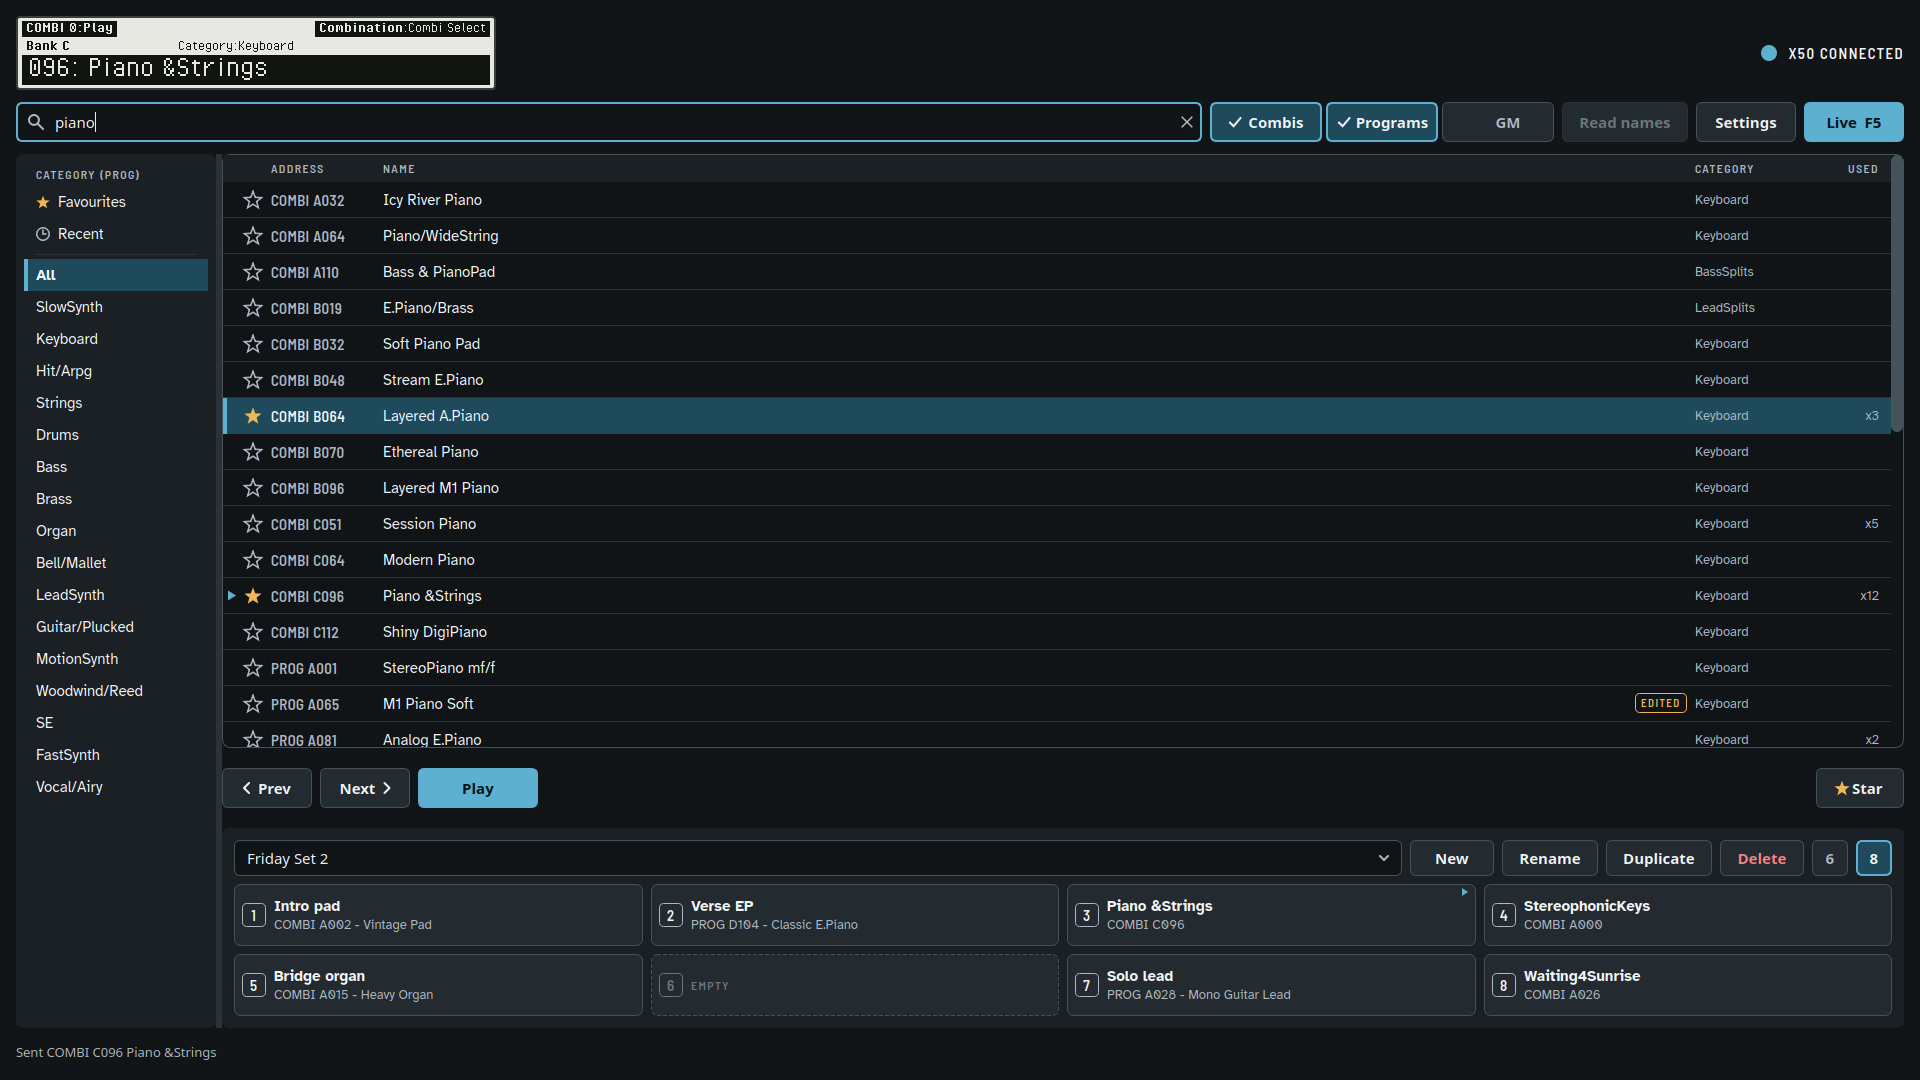 COMBI 0:Play
Combination:Combi Select
Bank C
Category:Keyboard
096: Piano &Strings
X50 CONNECTED
piano
Combis
Programs
GM
Read names
Settings
Live F5
CATEGORY (PROG)
Favourites
Recent
All
SlowSynth
Keyboard
Hit/Arpg
Strings
Drums
Bass
Brass
Organ
Bell/Mallet
LeadSynth
Guitar/Plucked
MotionSynth
Woodwind/Reed
SE
FastSynth
Vocal/Airy
ADDRESS NAME CATEGORY USED
COMBI A032 Icy River Piano Keyboard
COMBI A064 Piano/WideString Keyboard
COMBI A110 Bass & PianoPad BassSplits
COMBI B019 E.Piano/Brass LeadSplits
COMBI B032 Soft Piano Pad Keyboard
COMBI B048 Stream E.Piano Keyboard
COMBI B064 Layered A.Piano Keyboard x3
COMBI B070 Ethereal Piano Keyboard
COMBI B096 Layered M1 Piano Keyboard
COMBI C051 Session Piano Keyboard x5
COMBI C064 Modern Piano Keyboard
COMBI C096 Piano &Strings Keyboard x12
COMBI C112 Shiny DigiPiano Keyboard
PROG A001 StereoPiano mf/f Keyboard
PROG A065 M1 Piano Soft EDITED Keyboard
PROG A081 Analog E.Piano Keyboard x2
Prev
Next
Play
Star
Friday Set 2
New
Rename
Duplicate
Delete
6
8
1 Intro pad
COMBI A002 - Vintage Pad
2 Verse EP
PROG D104 - Classic E.Piano
3 Piano &Strings
COMBI C096
4 StereophonicKeys
COMBI A000
5 Bridge organ
COMBI A015 - Heavy Organ
6 EMPTY
7 Solo lead
PROG A028 - Mono Guitar Lead
8 Waiting4Sunrise
COMBI A026
Sent COMBI C096 Piano &Strings